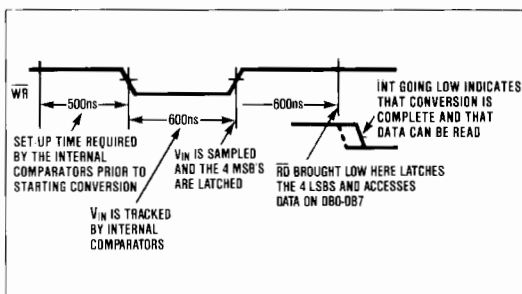 WR
500ns
600ns
600ns
INT GOING LOW INDICATES
THAT CONVERSION IS
COMPLETE AND THAT
DATA CAN BE READ
SET-UP TIME REQUIRED
BY THE INTERNAL
COMPARATORS PRIOR TO
STARTING CONVERSION
VIN IS SAMPLED
AND THE 4 MSB'S
ARE LATCHED
RD BROUGHT LOW HERE LATCHES
THE 4 LSBS AND ACCESSES
DATA ON DB0-DB7
VIN IS TRACKED
BY INTERNAL
COMPARATORS